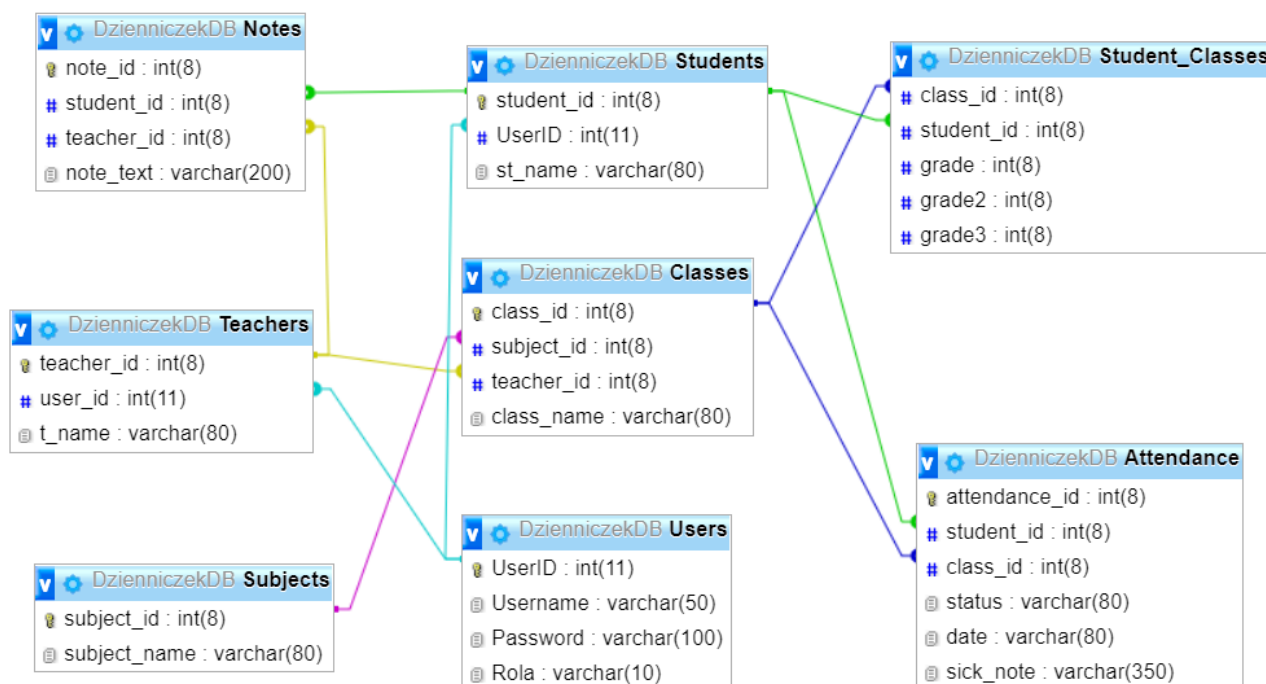 DzienniczekDB Notes
note_id : int(8)
student_id : int(8)
teacher_id : int(8)
note_text : varchar(200)
DzienniczekDB Students
student_id : int(8)
UserID : int(11)
st_name : varchar(80)
DzienniczekDB Student_Classes
class_id : int(8)
student_id : int(8)
grade : int(8)
grade2 : int(8)
grade3 : int(8)
DzienniczekDB Teachers
teacher_id : int(8)
user_id : int(11)
t_name : varchar(80)
DzienniczekDB Classes
class_id : int(8)
subject_id : int(8)
teacher_id : int(8)
class_name : varchar(80)
DzienniczekDB Subjects
subject_id : int(8)
subject_name : varchar(80)
DzienniczekDB Users
UserID : int(11)
Username : varchar(50)
Password : varchar(100)
Rola : varchar(10)
DzienniczekDB Attendance
attendance_id : int(8)
student_id : int(8)
class_id : int(8)
status : varchar(80)
date : varchar(80)
sick_note : varchar(350)